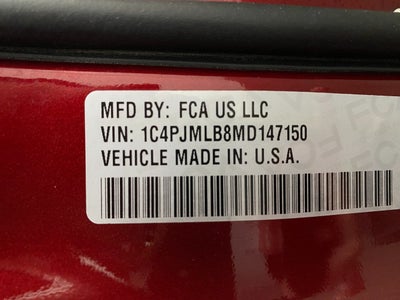 MFD BY: FCA US LLC
VIN: 1C4PJMLB8MD147150
VEHICLE MADE IN: U.S.A.